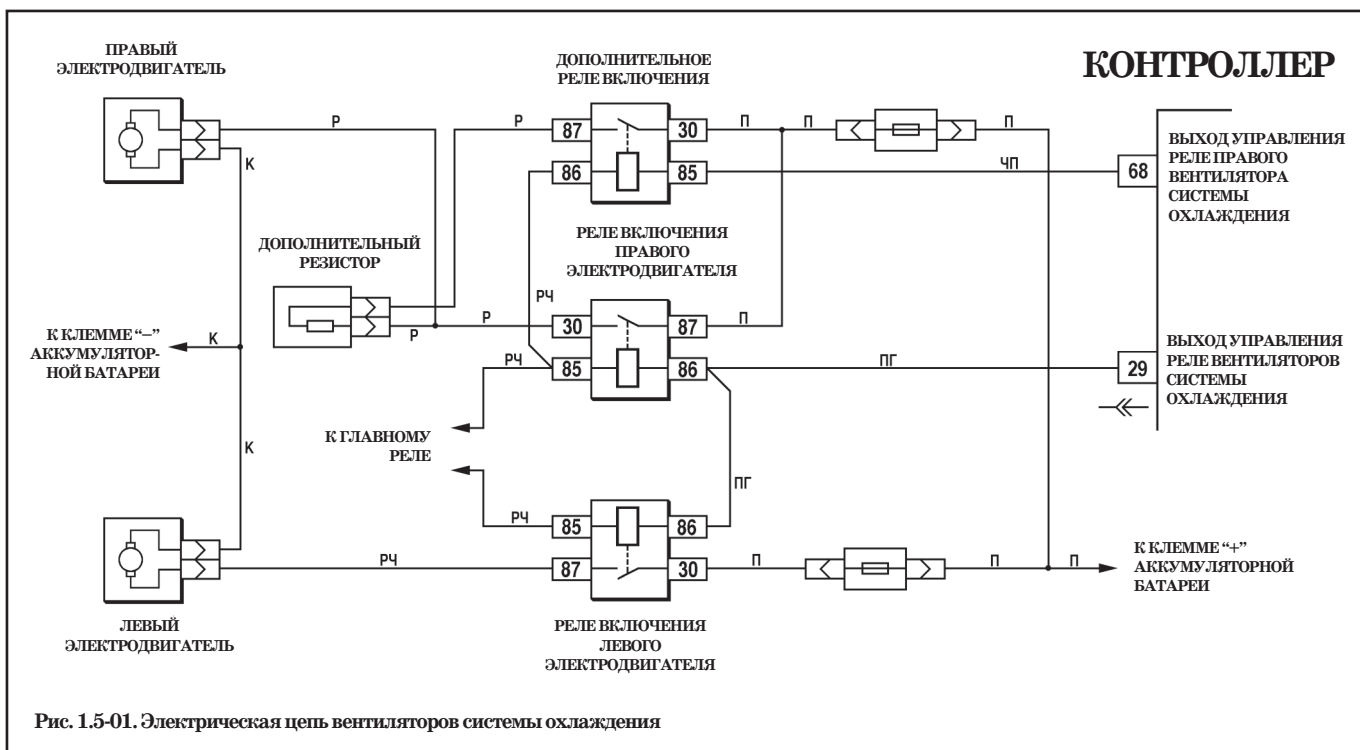 ПРАВЫЙ
ЭЛЕКТРОДВИГАТЕЛЬ
ДОПОЛНИТЕЛЬНОЕ
РЕЛЕ ВКЛЮЧЕНИЯ
КОНТРОЛЛЕР
Р
К
Р
87
30
86
85
П
П
П
ЧП
68
ВЫХОД УПРАВЛЕНИЯ
РЕЛЕ ПРАВОГО
ВЕНТИЛЯТОРА
СИСТЕМЫ
ОХЛАЖДЕНИЯ
ДОПОЛНИТЕЛЬНЫЙ
РЕЗИСТОР
РЕЛЕ ВКЛЮЧЕНИЯ
ПРАВОГО
ЭЛЕКТРОДВИГАТЕЛЯ
РЧ
Р
Р
30
87
85
86
П
РЧ
ПГ
29
ВЫХОД УПРАВЛЕНИЯ
РЕЛЕ ВЕНТИЛЯТОРОВ
СИСТЕМЫ
ОХЛАЖДЕНИЯ
К КЛЕММЕ “–”
АККУМУЛЯТОР-
НОЙ БАТАРЕИ
К
К
К ГЛАВНОМУ
РЕЛЕ
ПГ
РЧ
85
86
87
30
РЧ
П
П
П
К КЛЕММЕ “+”
АККУМУЛЯТОРНОЙ
БАТАРЕИ
ЛЕВЫЙ
ЭЛЕКТРОДВИГАТЕЛЬ
РЕЛЕ ВКЛЮЧЕНИЯ
ЛЕВОГО
ЭЛЕКТРОДВИГАТЕЛЯ
Рис. 1.5-01. Электрическая цепь вентиляторов системы охлаждения